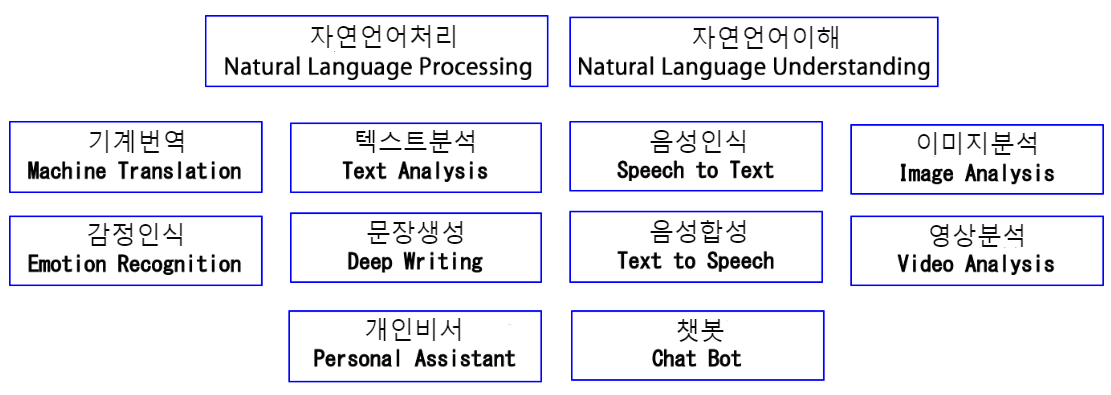 자연언어처리
Natural Language Processing
자연언어이해
Natural Language Understanding
기계번역
Machine Translation
텍스트분석
Text Analysis
음성인식
Speech to Text
이미지분석
Image Analysis
감정인식
Emotion Recognition
문장생성
Deep Writing
음성합성
Text to Speech
영상분석
Video Analysis
개인비서
Personal Assistant
챗봇
Chat Bot